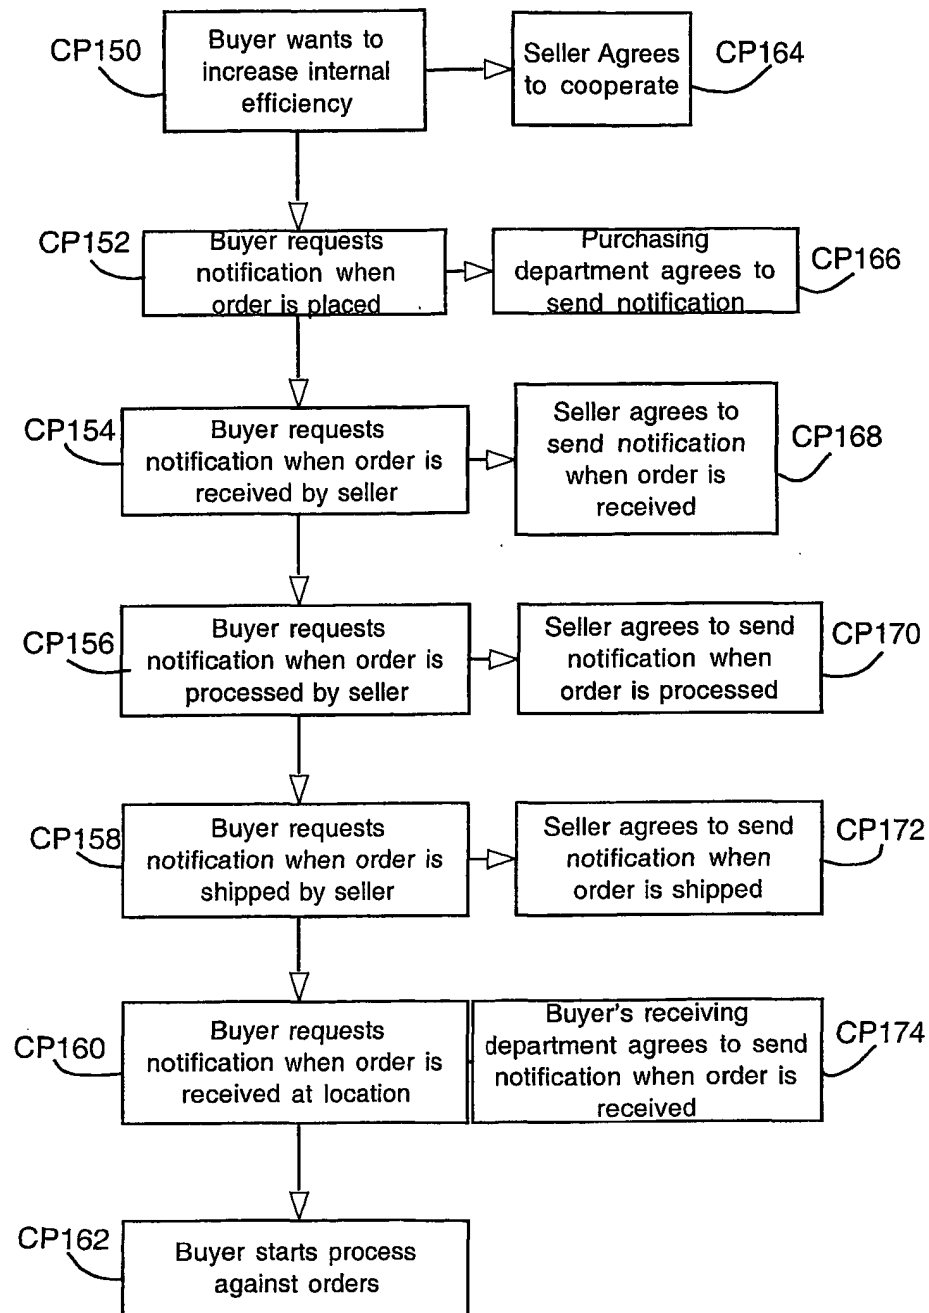 CP150
Buyer wants to
increase internal
efficiency
Seller Agrees
to cooperate
CP164
CP152
Buyer requests
notification when
order is placed
Purchasing
department agrees to
send notification
CP166
CP154
Buyer requests
notification when order is
received by seller
Seller agrees to
send notification
when order is
received
CP168
CP156
Buyer requests
notification when order is
processed by seller
Seller agrees to send
notification when
order is processed
CP170
CP158
Buyer requests
notification when order is
shipped by seller
Seller agrees to send
notification when
order is shipped
CP172
CP160
Buyer requests
notification when order is
received at location
Buyer's receiving
department agrees to send
notification when order is
received
CP174
CP162
Buyer starts process
against orders